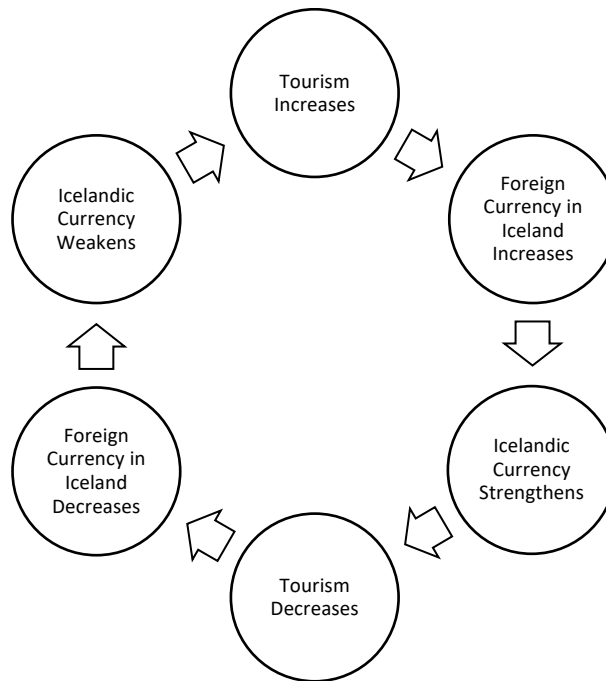 Tourism
Increases
Foreign
Currency in
Iceland
Increases
Icelandic
Currency
Strengthens
Tourism
Decreases
Foreign
Currency in
Iceland
Decreases
Icelandic
Currency
Weakens